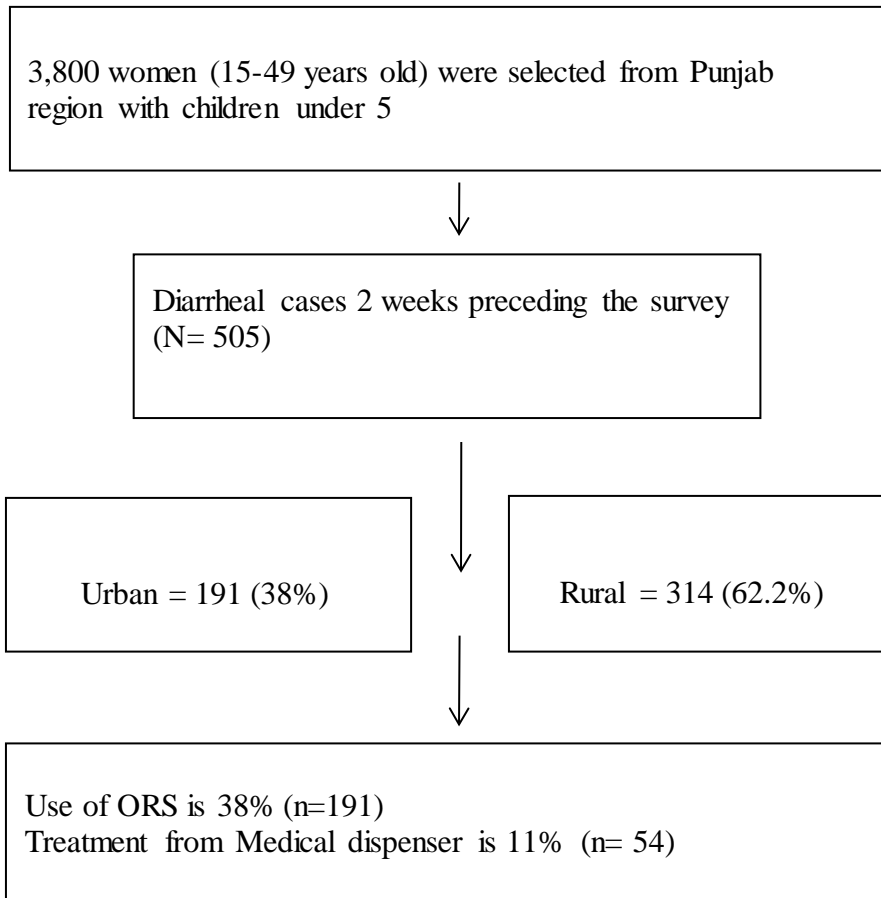 3,800 women (15-49 years old) were selected from Punjab
region with children under 5
Diarrheal cases 2 weeks preceding the survey
(N= 505)
Urban = 191 (38%)
Rural = 314 (62.2%)
Use of ORS is 38% (n=191)
Treatment from Medical dispenser is 11% (n= 54)